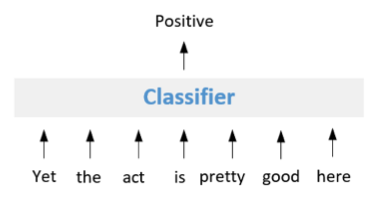 Positive
Classifier
Yet the act is pretty good here